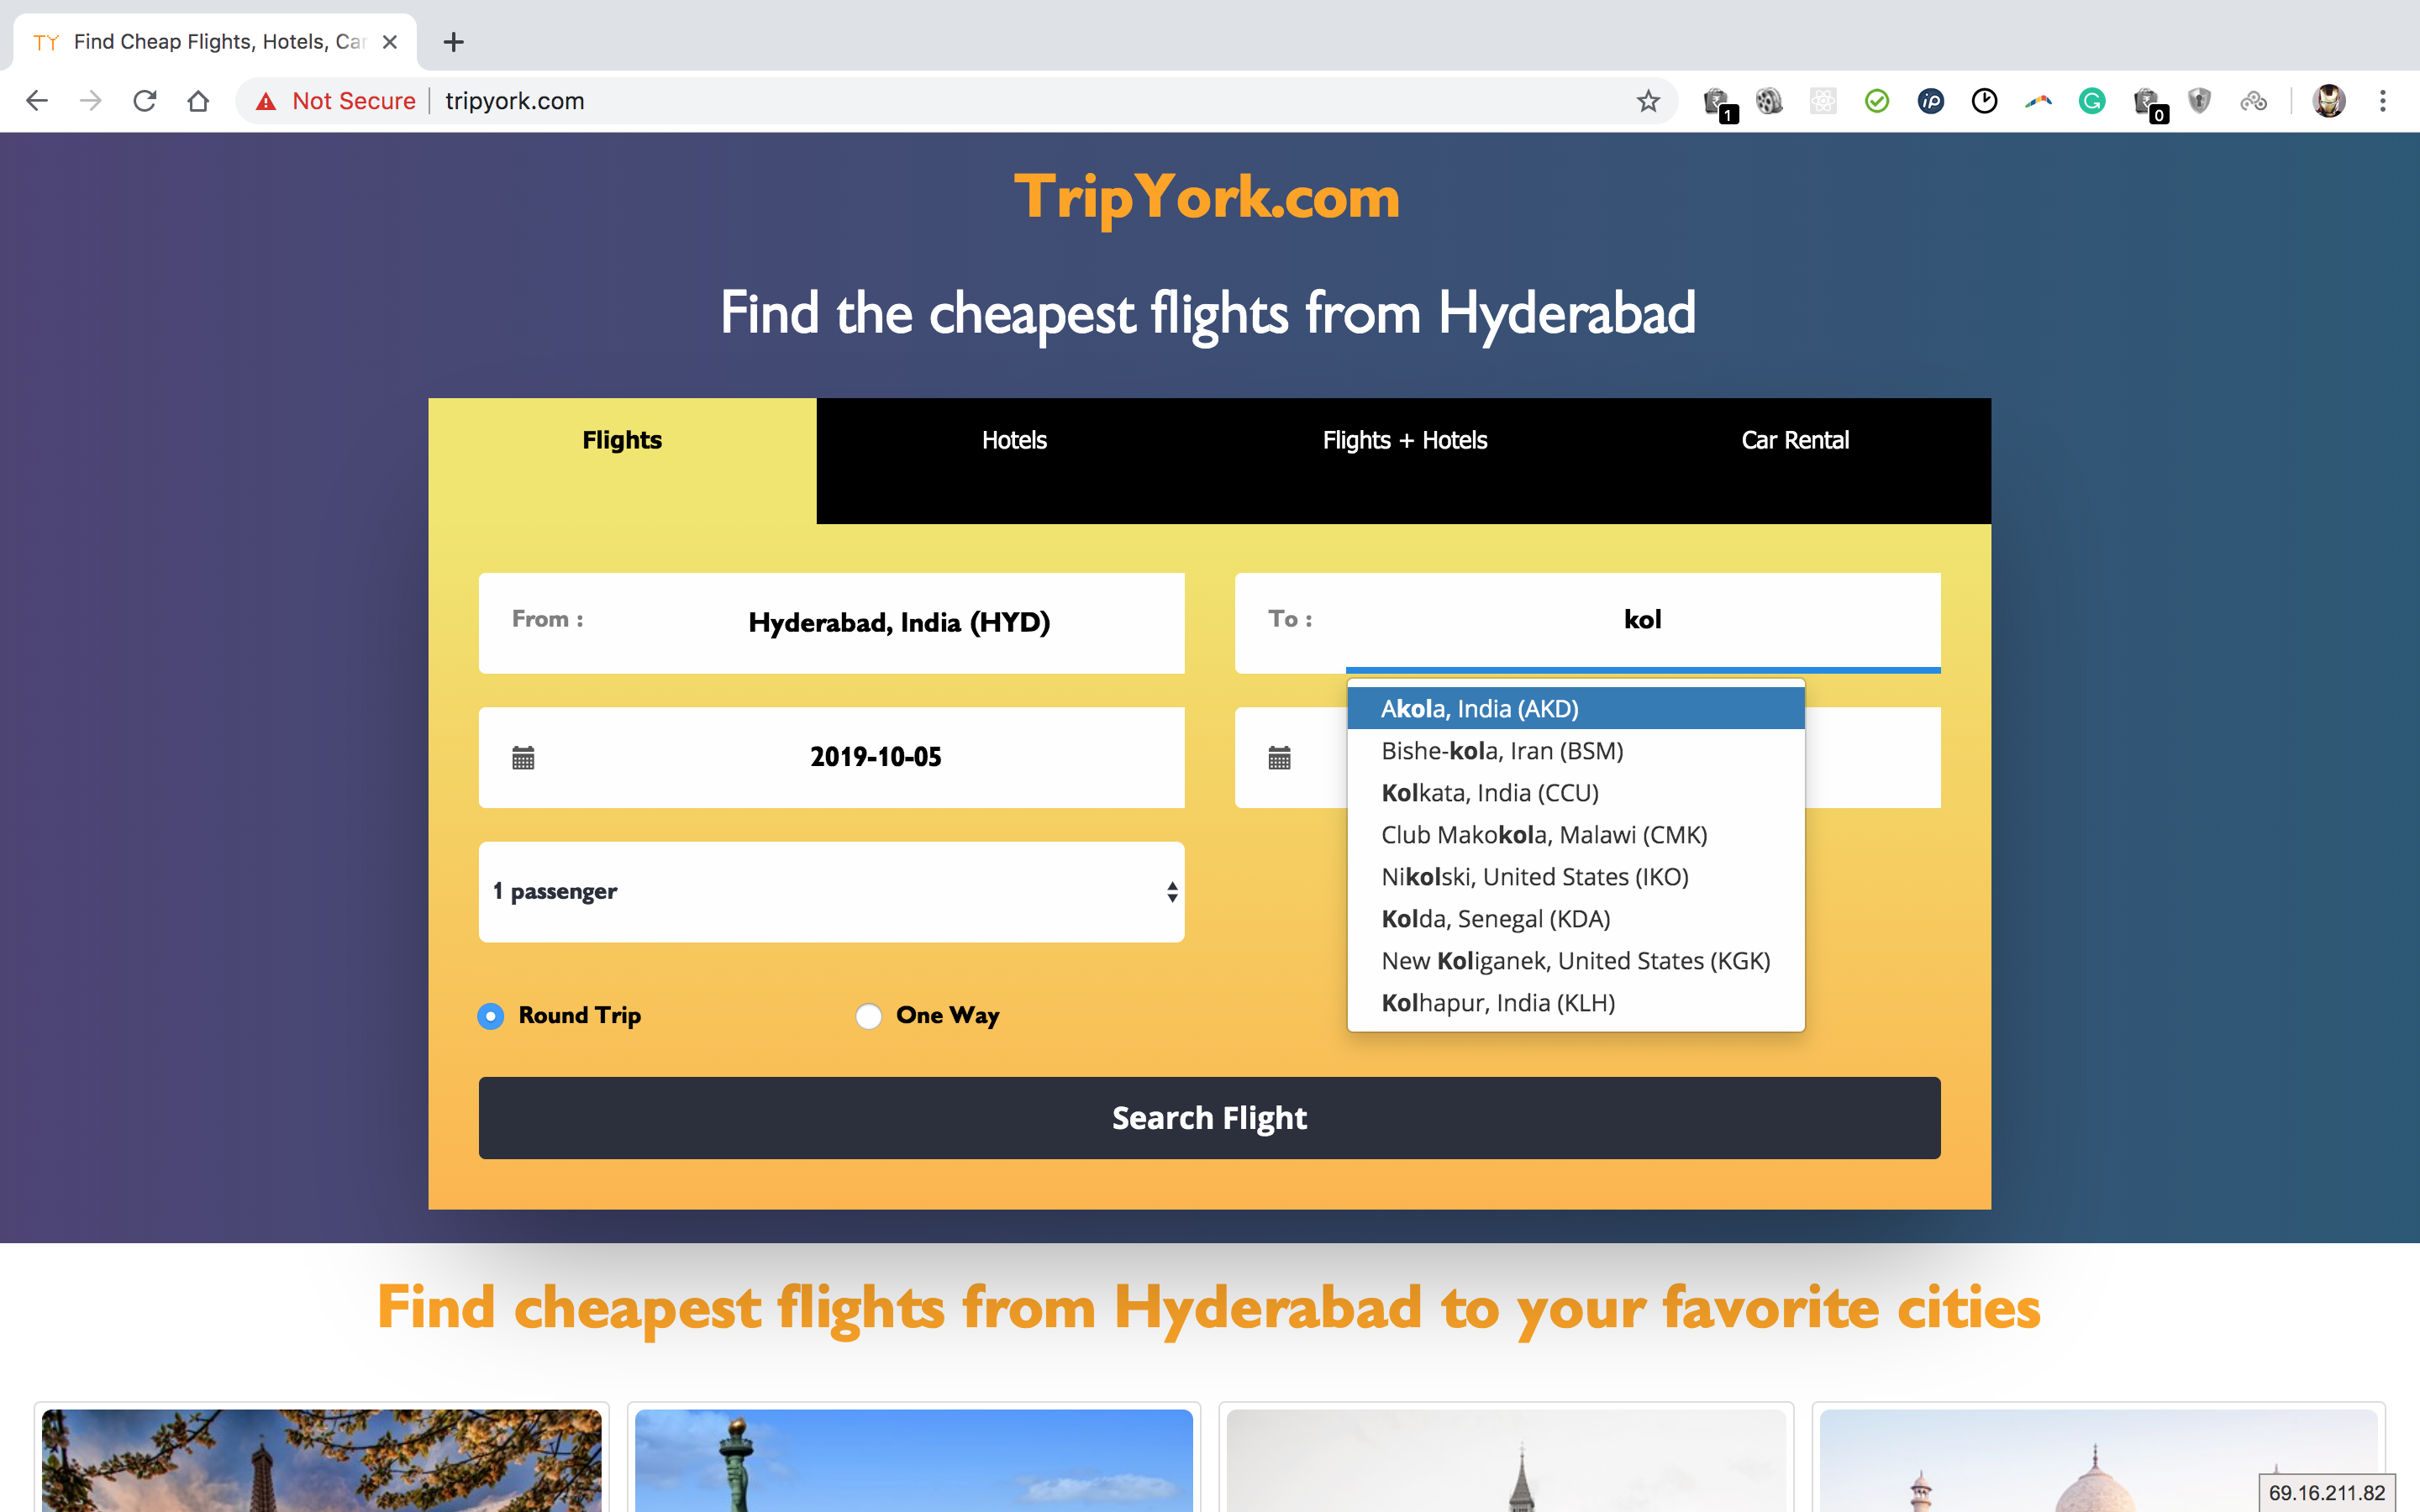 TY Find Cheap Flights, Hotels, Car
Not Secure tripyork.com
1
0
TripYork.com
Find the cheapest flights from Hyderabad
Flights
Hotels
Flights + Hotels
Car Rental
From : Hyderabad, India (HYD)
To : kol
Akola, India (AKD)
Bishe-kola, Iran (BSM)
Kolkata, India (CCU)
Club Makokola, Malawi (CMK)
Nikolski, United States (IKO)
Kolda, Senegal (KDA)
New Koliganek, United States (KGK)
Kolhapur, India (KLH)
2019-10-05
1 passenger
Round Trip
One Way
Search Flight
Find cheapest flights from Hyderabad to your favorite cities
69.16.211.82